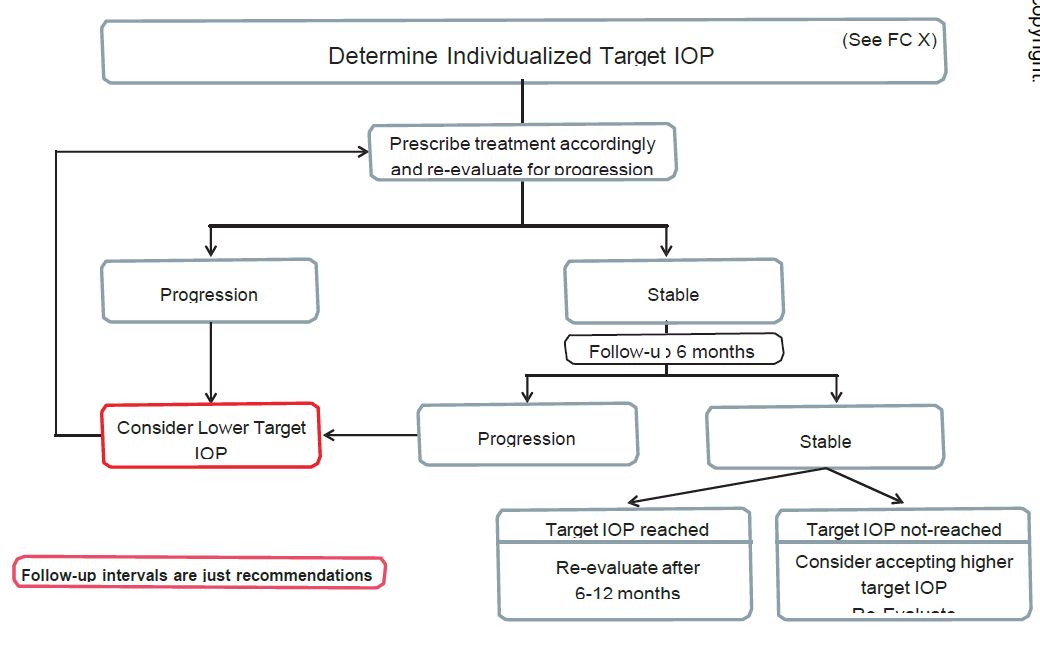 Copyright.
(See FC X)
Determine Individualized Target IOP
Prescribe treatment accordingly
and re-evaluate for progression
Progression
Stable
Follow-up 6 months
Consider Lower Target
IOP
Progression
Stable
Target IOP reached
Target IOP not-reached
Re-evaluate after
6-12 months
Consider accepting higher
target IOP
Re-Evaluate
Follow-up intervals are just recommendations